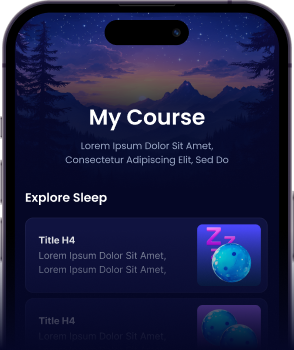 My Course
Lorem Ipsum Dolor Sit Amet,
Consectetur Adipiscing Elit, Sed Do
Explore Sleep
Title H4
Lorem Ipsum Dolor Sit Amet,
Lorem Ipsum Dolor Sit Amet,
Z
Z
Z
Title H4
Lorem Ipsum Dolor Sit Amet,